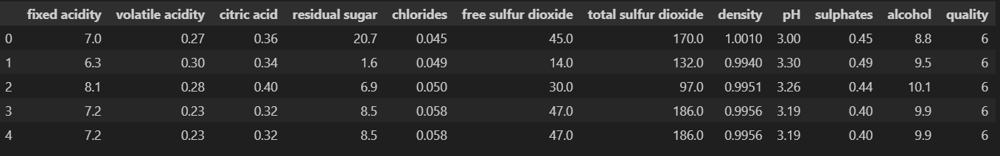 fixed acidity volatile acidity citric acid residual sugar chlorides free sulfur dioxide total sulfur dioxide density pH sulphates alcohol quality
0 7.0 0.27 0.36 20.7 0.045 45.0 170.0 1.0010 3.00 0.45 8.8 6
1 6.3 0.30 0.34 1.6 0.049 14.0 132.0 0.9940 3.30 0.49 9.5 6
2 8.1 0.28 0.40 6.9 0.050 30.0 97.0 0.9951 3.26 0.44 10.1 6
3 7.2 0.23 0.32 8.5 0.058 47.0 186.0 0.9956 3.19 0.40 9.9 6
4 7.2 0.23 0.32 8.5 0.058 47.0 186.0 0.9956 3.19 0.40 9.9 6